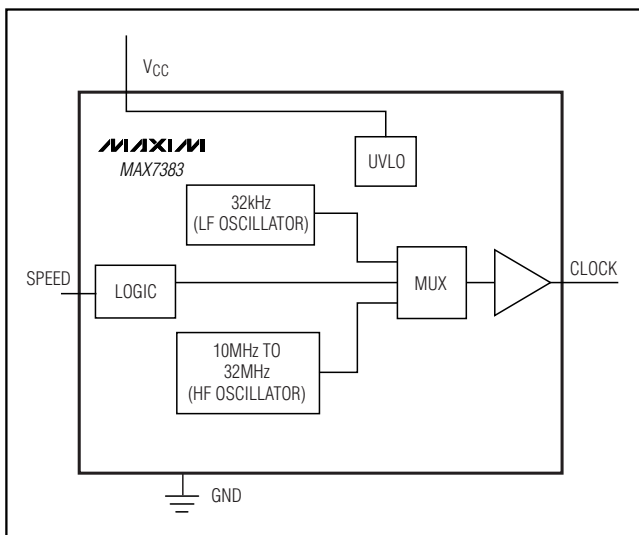 VCC
MAXIM
MAX7383
UVLO
32kHz
(LF OSCILLATOR)
SPEED
LOGIC
MUX
CLOCK
10MHz TO
32MHz
(HF OSCILLATOR)
GND